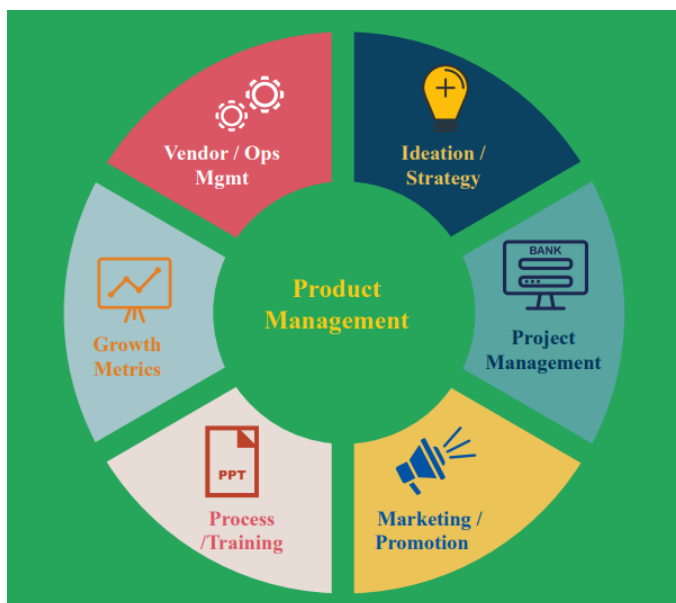 Vendor / Ops
Mgmt
Ideation /
Strategy
BANK
Project
Management
Marketing /
Promotion
PPT
Process
/Training
Growth
Metrics
Product
Management